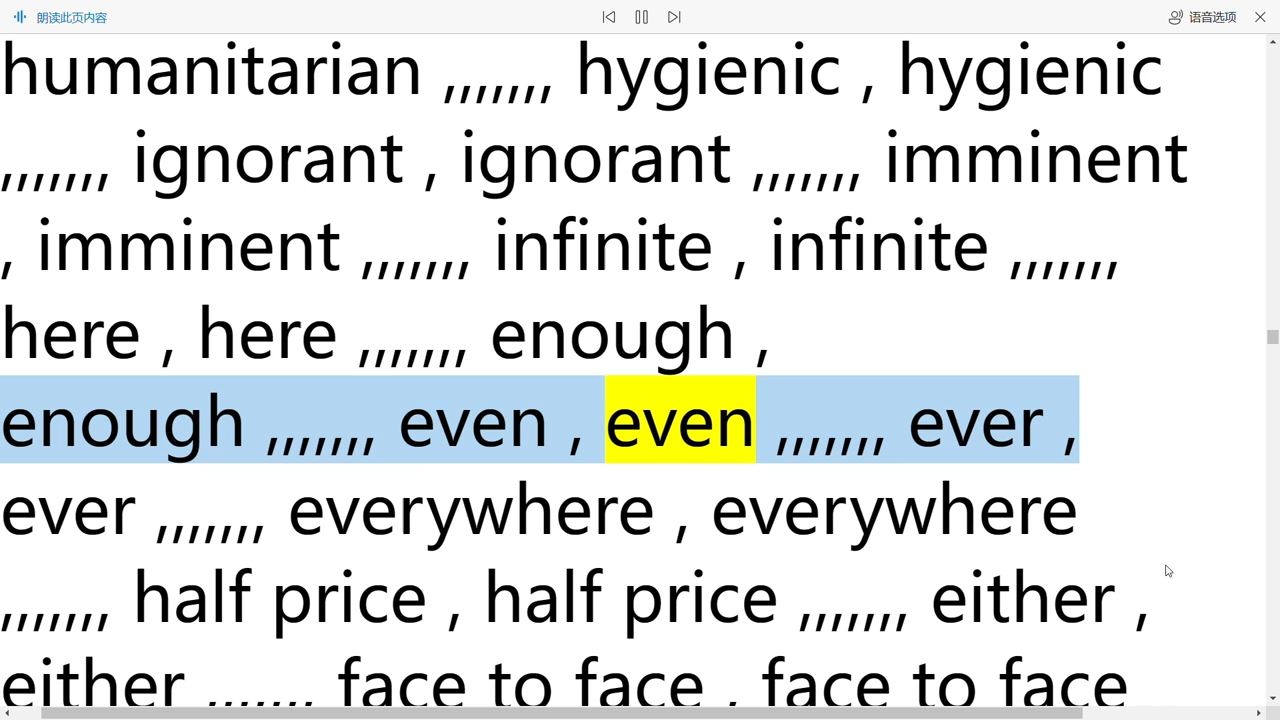 朗读此页内容
语音选项
humanitarian ,,,,,,, hygienic , hygienic
,,,,,,, ignorant , ignorant ,,,,,,, imminent
, imminent ,,,,,,, infinite , infinite ,,,,,,,
here , here ,,,,,,, enough ,
enough ,,,,,,, even , even ,,,,,,, ever ,
ever ,,,,,,, everywhere , everywhere
,,,,,,, half price , half price ,,,,,,, either ,
either ,,,,,,, face to face , face to face